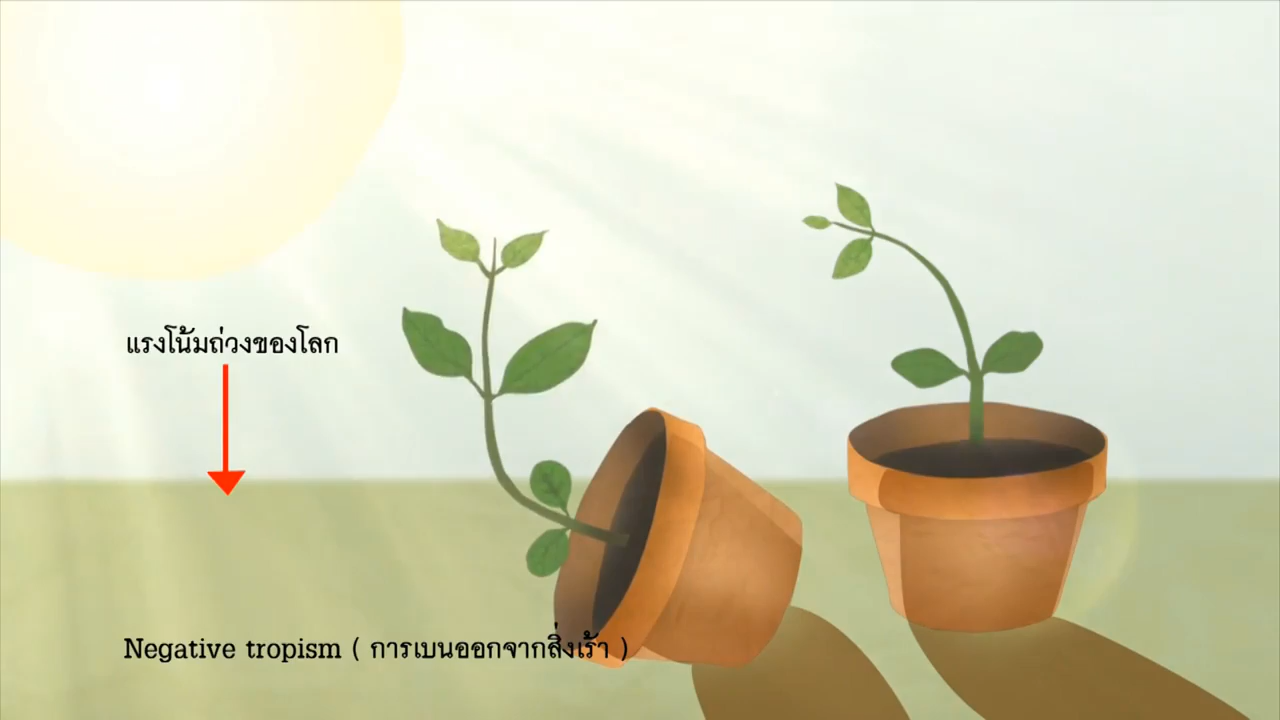 แรงโน้มถ่วงของโลก
Negative tropism ( การเบนออกจากสิ่งเร้า )